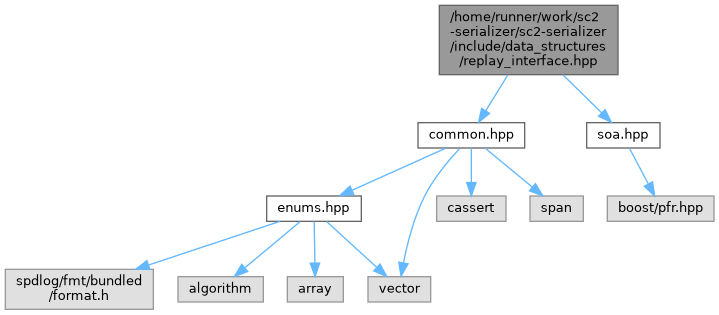 /home/runner/work/sc2
-serializer/sc2-serializer
/include/data_structures
/replay_interface.hpp
common.hpp
soa.hpp
enums.hpp
cassert
span
boost/pfr.hpp
spdlog/fmt/bundled
/format.h
algorithm
array
vector